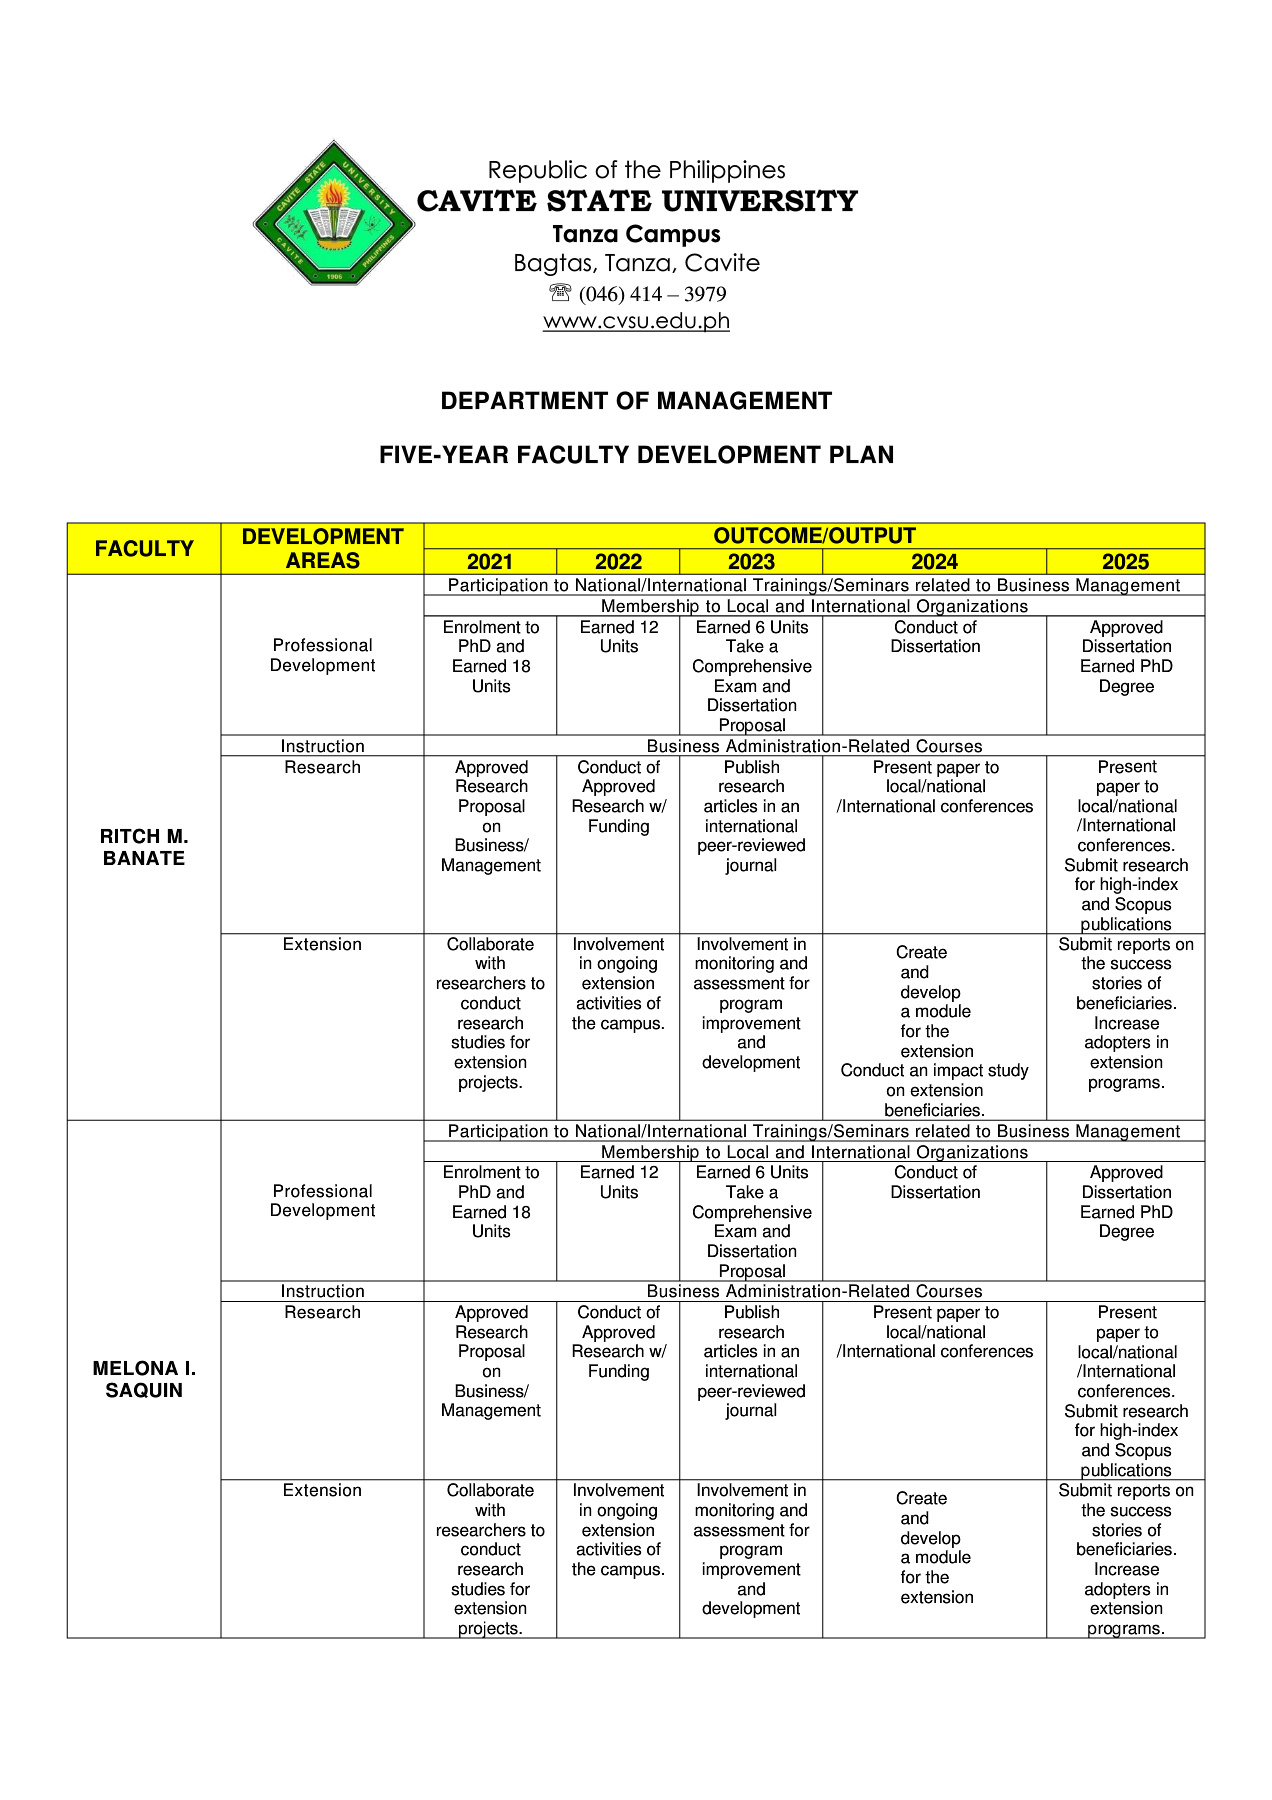 CAVITE STATE UNIVERSITY
CAVITE PHILIPPINES
1906
Republic of the Philippines
CAVITE STATE UNIVERSITY
Tanza Campus
Bagtas, Tanza, Cavite
☏ (046) 414 – 3979
www.cvsu.edu.ph
DEPARTMENT OF MANAGEMENT
FIVE-YEAR FACULTY DEVELOPMENT PLAN
FACULTY
DEVELOPMENT
AREAS
OUTCOME/OUTPUT
2021
2022
2023
2024
2025
RITCH M.
BANATE
Professional
Development
Participation to National/International Trainings/Seminars related to Business Management
Membership to Local and International Organizations
Enrolment to
PhD and
Earned 18
Units
Earned 12
Units
Earned 6 Units
Take a
Comprehensive
Exam and
Dissertation
Proposal
Conduct of
Dissertation
Approved
Dissertation
Earned PhD
Degree
Instruction
Business Administration-Related Courses
Research
Approved
Research
Proposal
on
Business/
Management
Conduct of
Approved
Research w/
Funding
Publish
research
articles in an
international
peer-reviewed
journal
Present paper to
local/national
/International conferences
Present
paper to
local/national
/International
conferences.
Submit research
for high-index
and Scopus
publications
Extension
Collaborate
with
researchers to
conduct
research
studies for
extension
projects.
Involvement
in ongoing
extension
activities of
the campus.
Involvement in
monitoring and
assessment for
program
improvement
and
development
Create
and
develop
a module
for the
extension
Conduct an impact study
on extension
beneficiaries.
Submit reports on
the success
stories of
beneficiaries.
Increase
adopters in
extension
programs.
MELONA I.
SAQUIN
Professional
Development
Participation to National/International Trainings/Seminars related to Business Management
Membership to Local and International Organizations
Enrolment to
PhD and
Earned 18
Units
Earned 12
Units
Earned 6 Units
Take a
Comprehensive
Exam and
Dissertation
Proposal
Conduct of
Dissertation
Approved
Dissertation
Earned PhD
Degree
Instruction
Business Administration-Related Courses
Research
Approved
Research
Proposal
on
Business/
Management
Conduct of
Approved
Research w/
Funding
Publish
research
articles in an
international
peer-reviewed
journal
Present paper to
local/national
/International conferences
Present
paper to
local/national
/International
conferences.
Submit research
for high-index
and Scopus
publications
Extension
Collaborate
with
researchers to
conduct
research
studies for
extension
projects.
Involvement
in ongoing
extension
activities of
the campus.
Involvement in
monitoring and
assessment for
program
improvement
and
development
Create
and
develop
a module
for the
extension
Submit reports on
the success
stories of
beneficiaries.
Increase
adopters in
extension
programs.